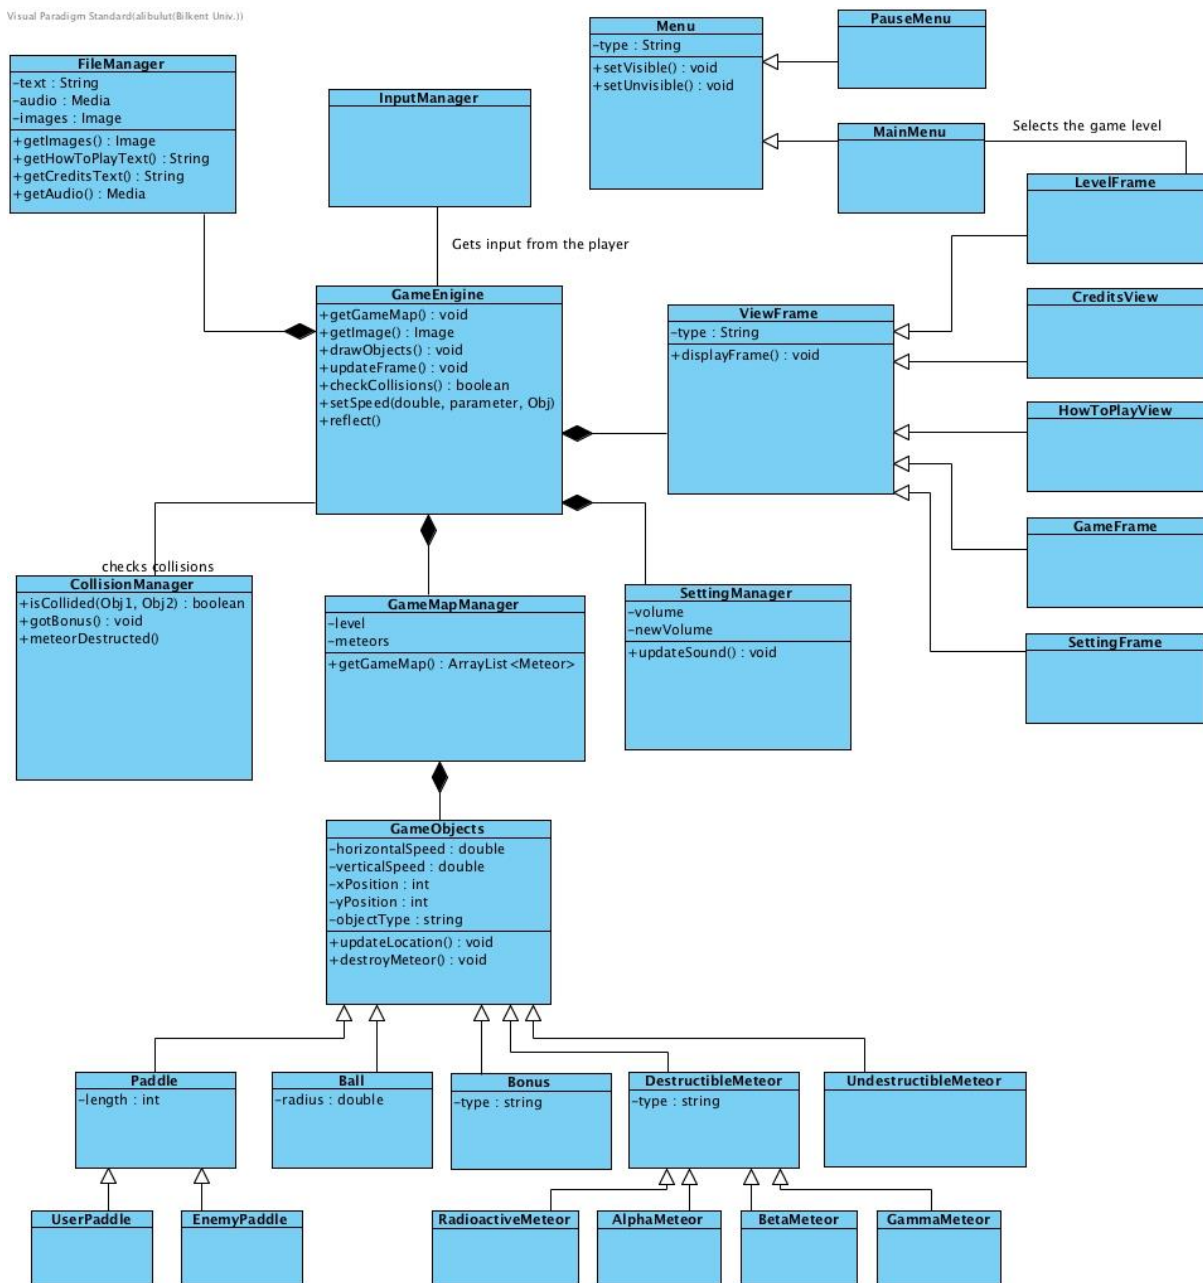 Visual Paradigm Standard(alibulut(Bilkent Univ.))
FileManager
-text : String
-audio : Media
-images : Image
+getImages() : Image
+getHowToPlayText() : String
+getCreditsText() : String
+getAudio() : Media
InputManager
Menu
-type : String
+setVisible() : void
+setUnvisible() : void
PauseMenu
MainMenu
Selects the game level
LevelFrame
Gets input from the player
GameEnigine
+getGameMap() : void
+getImage() : Image
+drawObjects() : void
+updateFrame() : void
+checkCollisions() : boolean
+setSpeed(double, parameter, Obj)
+reflect()
ViewFrame
-type : String
+displayFrame() : void
CreditsView
HowToPlayView
GameFrame
SettingFrame
checks collisions
CollisionManager
+isCollided(Obj1, Obj2) : boolean
+gotBonus() : void
+meteorDestructed()
GameMapManager
-level
-meteors
+getGameMap() : ArrayList<Meteor>
SettingManager
-volume
-newVolume
+updateSound() : void
GameObjects
-horizontalSpeed : double
-verticalSpeed : double
-xPosition : int
-yPosition : int
-objectType : string
+updateLocation() : void
+destroyMeteor() : void
Paddle
-length : int
Ball
-radius : double
Bonus
-type : string
DestructibleMeteor
-type : string
UndestructibleMeteor
UserPaddle
EnemyPaddle
RadioactiveMeteor
AlphaMeteor
BetaMeteor
GammaMeteor